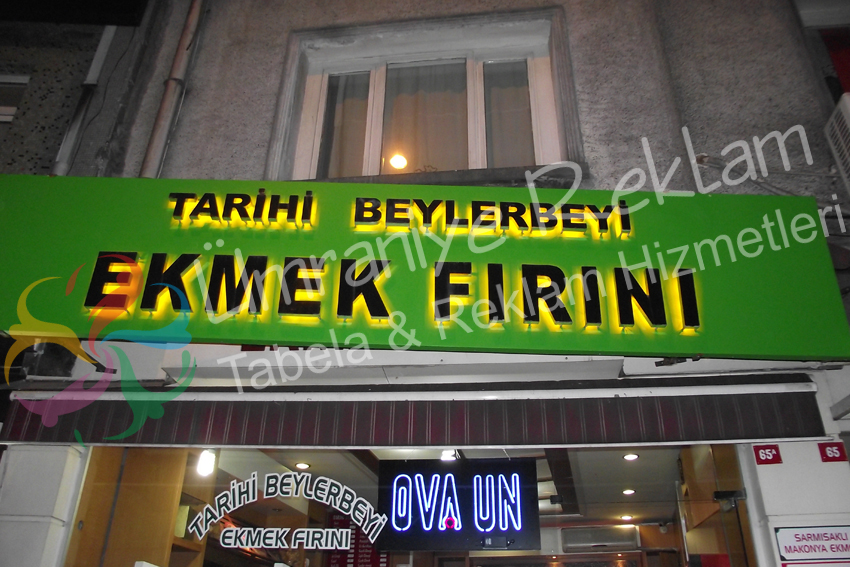 TARİHİ BEYLERBEYİ
EKMEK FIRINI
Ümraniye Reklam
Tabela & Reklam Hizmetleri
TARİHİ BEYLERBEYİ
EKMEK FIRINI
OVA UN
65A
65
SARMISAKLI
MAKONYA EKM